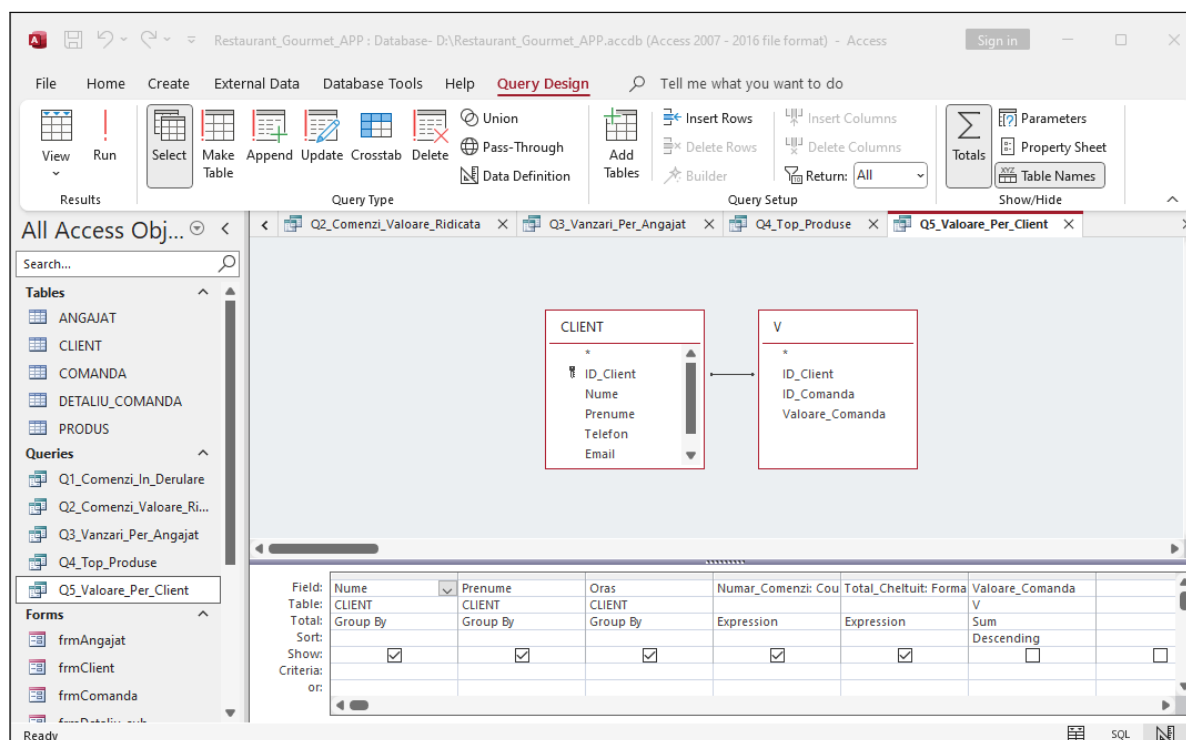 Restaurant_Gourmet_APP : Database- D:\Restaurant_Gourmet_APP.accdb (Access 2007 - 2016 file format) - Access
Sign in
File Home Create External Data Database Tools Help Query Design Tell me what you want to do
View
Run
Select
Make Table
Append
Update
Crosstab
Delete
Union
Pass-Through
Data Definition
Add Tables
Insert Rows
Delete Rows
Builder
Insert Columns
Delete Columns
Return: All
Totals
Parameters
Property Sheet
XYZ Table Names
Results
Query Type
Query Setup
Show/Hide
All Access Obj...
Search...
Tables
ANGAJAT
CLIENT
COMANDA
DETALIU_COMANDA
PRODUS
Queries
Q1_Comenzi_In_Derulare
Q2_Comenzi_Valoare_Ri...
Q3_Vanzari_Per_Angajat
Q4_Top_Produse
Q5_Valoare_Per_Client
Forms
frmAngajat
frmClient
frmComanda
Q2_Comenzi_Valoare_Ridicata
Q3_Vanzari_Per_Angajat
Q4_Top_Produse
Q5_Valoare_Per_Client
CLIENT
*
ID_Client
Nume
Prenume
Telefon
Email
V
*
ID_Client
ID_Comanda
Valoare_Comanda
Field: Nume Prenume Oras Numar_Comenzi: Cou Total_Cheltuit: Forma Valoare_Comanda
Table: CLIENT CLIENT CLIENT V
Total: Group By Group By Group By Expression Expression Sum
Sort: Descending
Show:
Criteria:
or:
Ready
SQL